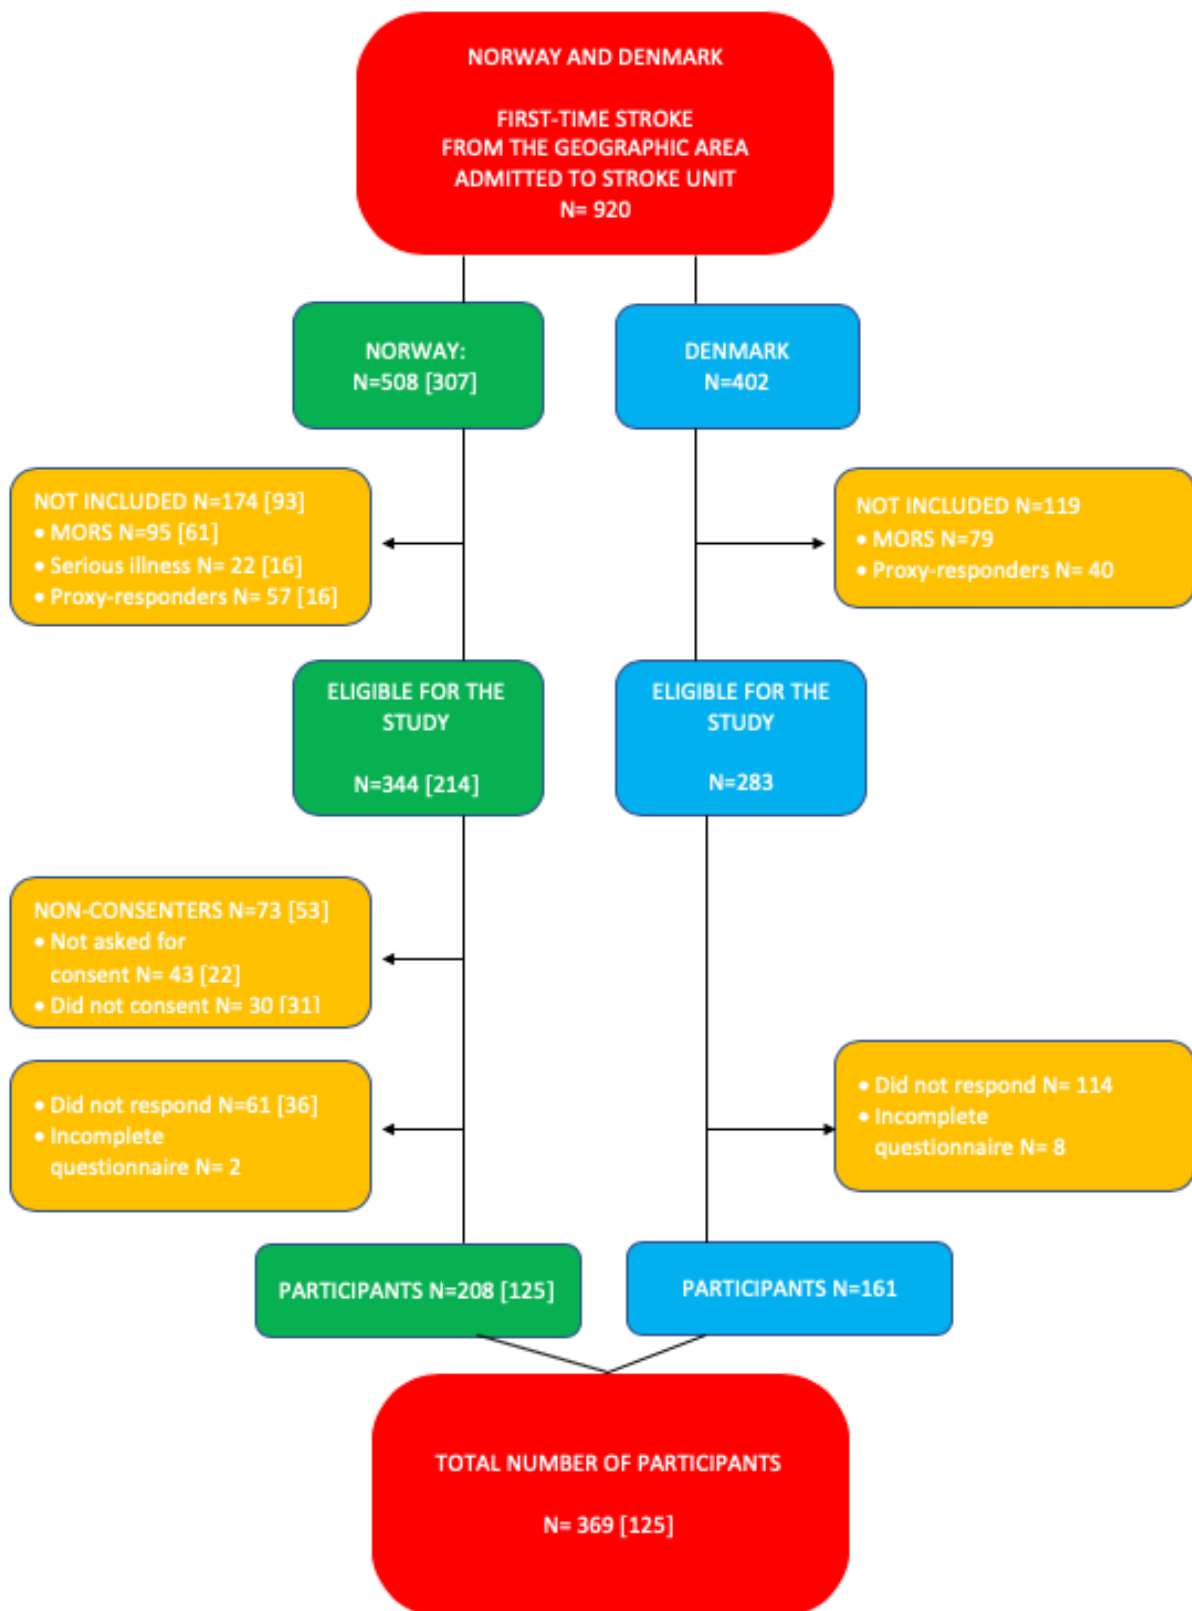 NORWAY AND DENMARK
FIRST-TIME STROKE
FROM THE GEOGRAPHIC AREA
ADMITTED TO STROKE UNIT
N= 920
NORWAY:
N=508 [307]
DENMARK
N=402
NOT INCLUDED N=174 [93]
• MORS N=95 [61]
• Serious illness N= 22 [16]
• Proxy-responders N= 57 [16]
NOT INCLUDED N=119
• MORS N=79
• Proxy-responders N= 40
ELIGIBLE FOR THE
STUDY
N=344 [214]
ELIGIBLE FOR THE
STUDY
N=283
NON-CONSENTERS N=73 [53]
• Not asked for
consent N= 43 [22]
• Did not consent N= 30 [31]
• Did not respond N=61 [36]
• Incomplete
questionnaire N= 2
• Did not respond N= 114
• Incomplete
questionnaire N= 8
PARTICIPANTS N=208 [125]
PARTICIPANTS N=161
TOTAL NUMBER OF PARTICIPANTS
N= 369 [125]